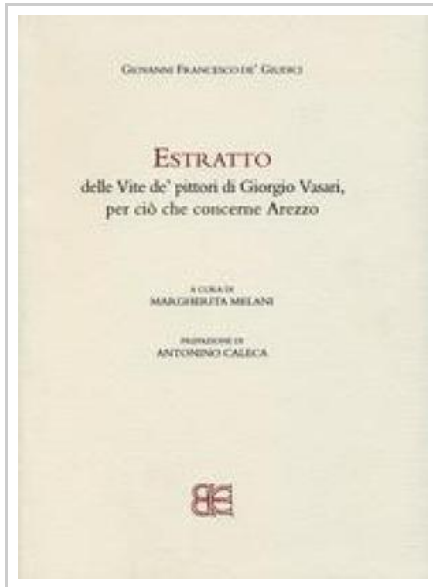 GIOVANNI FRANCESCO DE' GIUDICI
ESTRATTO
delle Vite de' pittori di Giorgio Vasari,
per ciò che concerne Arezzo
A CURA DI
MARGHERITA MELANI
PREFAZIONE DI
ANTONINO CALECA